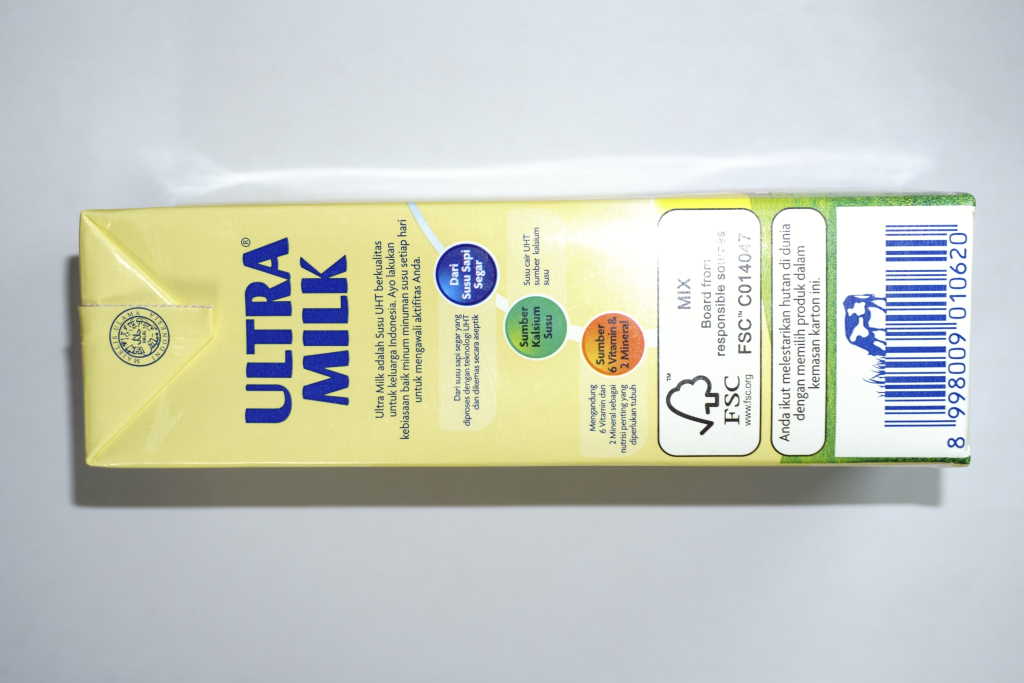 MAJELIS ULAMA INDONESIA
ULTRA®
MILK
Ultra Milk adalah Susu UHT berkualitas
untuk keluarga Indonesia. Ayo lakukan
kebiasaan baik minum minuman susu setiap hari
untuk mengawali aktifitas Anda.
Dari
Susu Sapi
Segar
Dari susu sapi segar yang
diproses dengan teknologi UHT
dan dikemas secara aseptik
Susu cair UHT
sumber kalsium
susu
Sumber
Kalsium
Susu
Sumber
6 Vitamin &
2 Mineral
Mengandung
6 Vitamin dan
2 Mineral sebagai
nutrisi penting yang
diperlukan tubuh
™
FSC
www.fsc.org
MIX
Board from
responsible sources
FSC™ C014047
Anda ikut melestarikan hutan di dunia
dengan memilih produk dalam
kemasan karton ini.
8 998009 010620